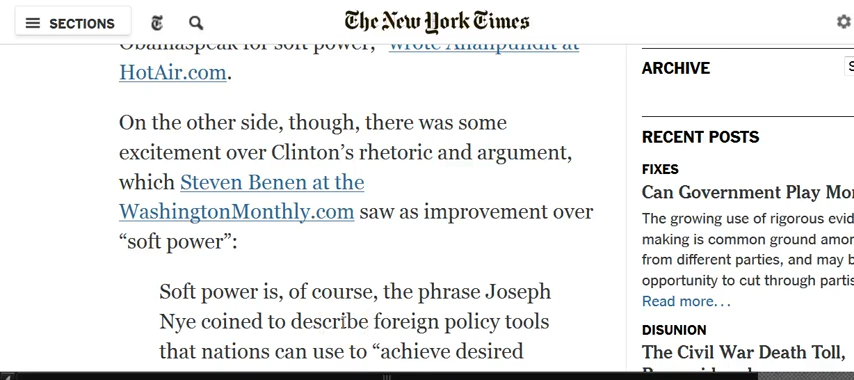 SECTIONS
The New York Times
Obamaspeak for soft power,” wrote Allahpundit at
HotAir.com.
On the other side, though, there was some
excitement over Clinton’s rhetoric and argument,
which Steven Benen at the
WashingtonMonthly.com saw as improvement over
“soft power”:
Soft power is, of course, the phrase Joseph
Nye coined to describe foreign policy tools
that nations can use to “achieve desired
ARCHIVE
S
RECENT POSTS
FIXES
Can Government Play Mo
The growing use of rigorous evid
making is common ground amor
from different parties, and may b
opportunity to cut through partis
Read more…
DISUNION
The Civil War Death Toll,